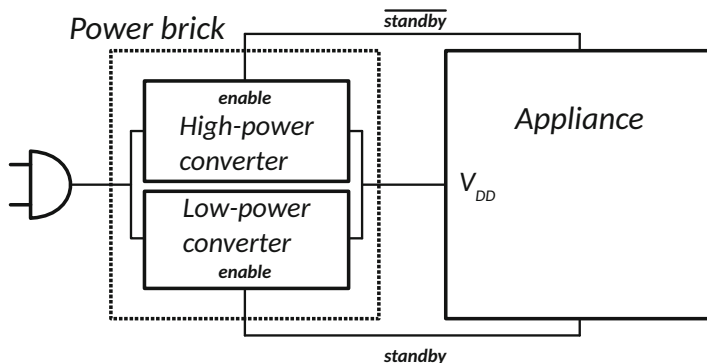 standby
Power brick
enable
High-power
converter
Appliance
V_DD
Low-power
converter
enable
standby